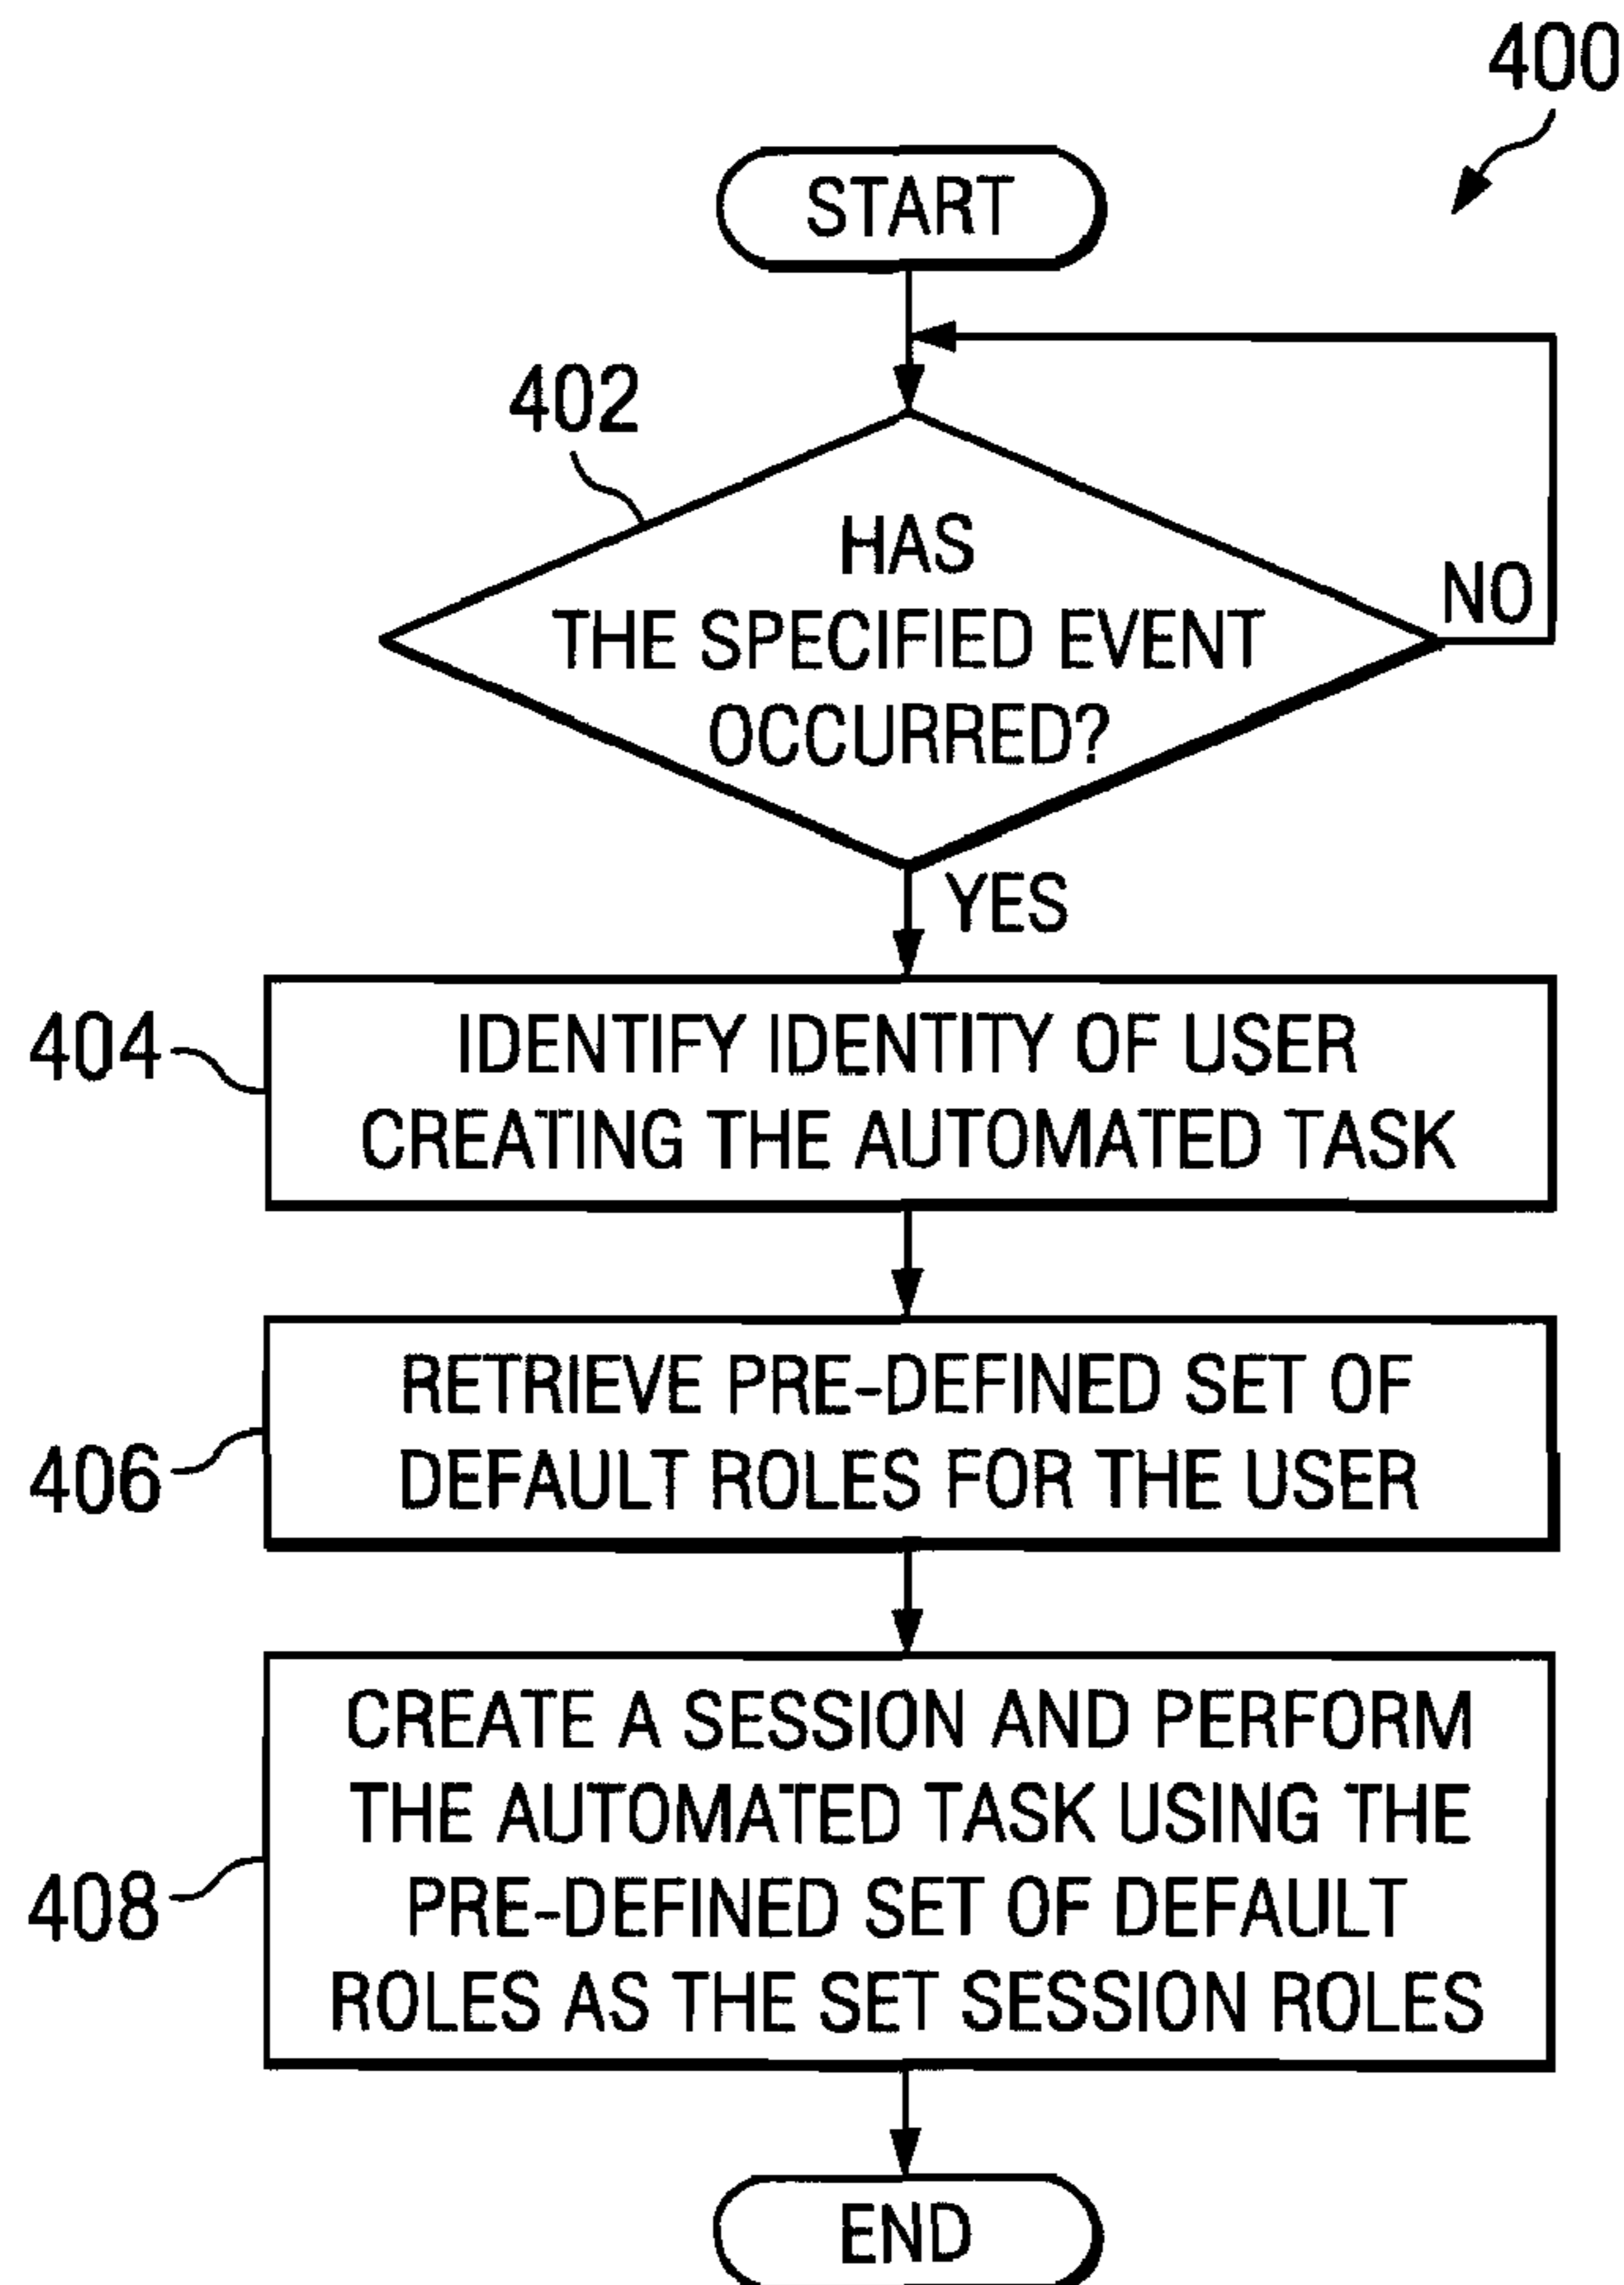 400
START
402
HAS
THE SPECIFIED EVENT
OCCURRED?
NO
YES
404
IDENTIFY IDENTITY OF USER
CREATING THE AUTOMATED TASK
406
RETRIEVE PRE-DEFINED SET OF
DEFAULT ROLES FOR THE USER
408
CREATE A SESSION AND PERFORM
THE AUTOMATED TASK USING THE
PRE-DEFINED SET OF DEFAULT
ROLES AS THE SET SESSION ROLES
END